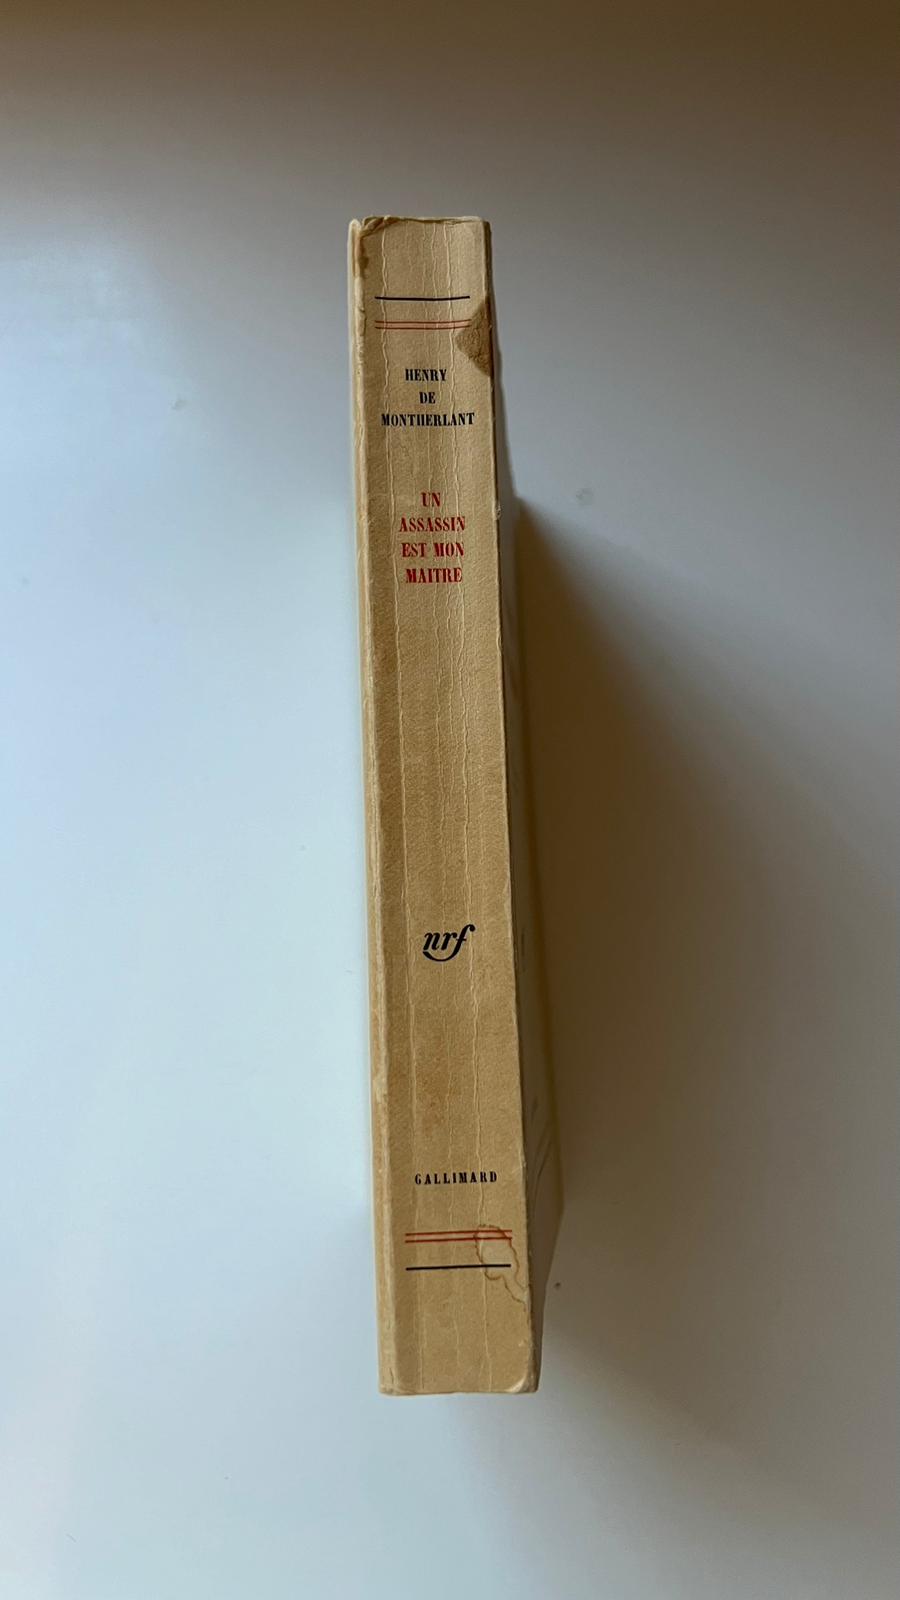 HENRY
DE
MONTHERLANT
UN
ASSASSIN
EST MON
MAITRE
nrf
GALLIMARD